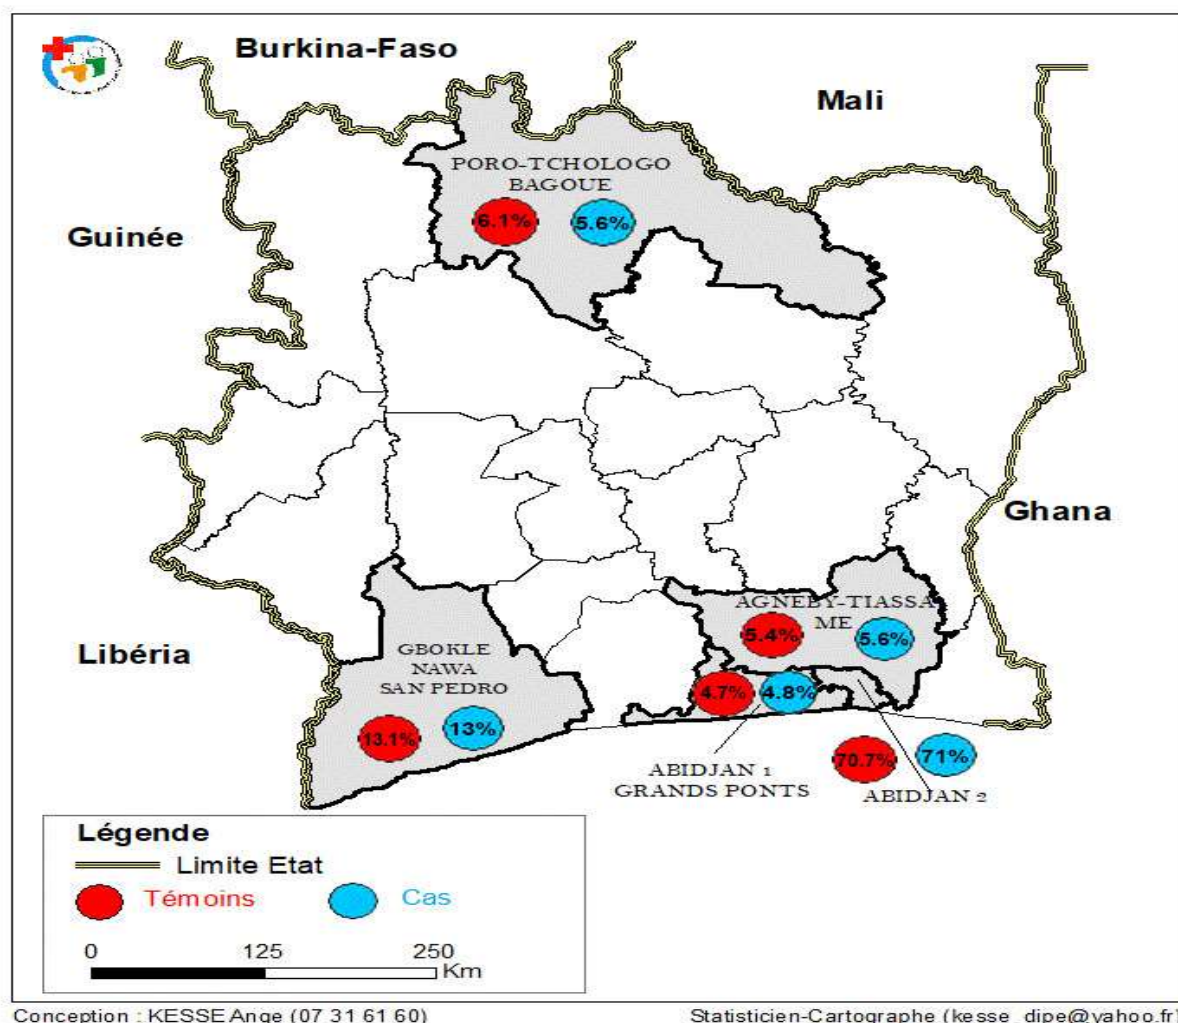 Burkina-Faso
Mali
PORO-TCHOLOGO
BAGOUE
6.1% 5.6%
Guinée
Ghana
AGNEBY-TIASSA
ME
5.4% 5.6%
Libéria
GBOKLE
NAWA
SAN PEDRO
4.7% 4.8%
13.1% 13%
70.7% 71%
ABIDJAN 1
GRANDS PONTS
ABIDJAN 2
Légende
Limite Etat
Témoins Cas
0 125 250
Km
Conception : KESSE Ange (07 31 61 60) Statisticien-Cartographe (kesse_dipe@yahoo.fr)